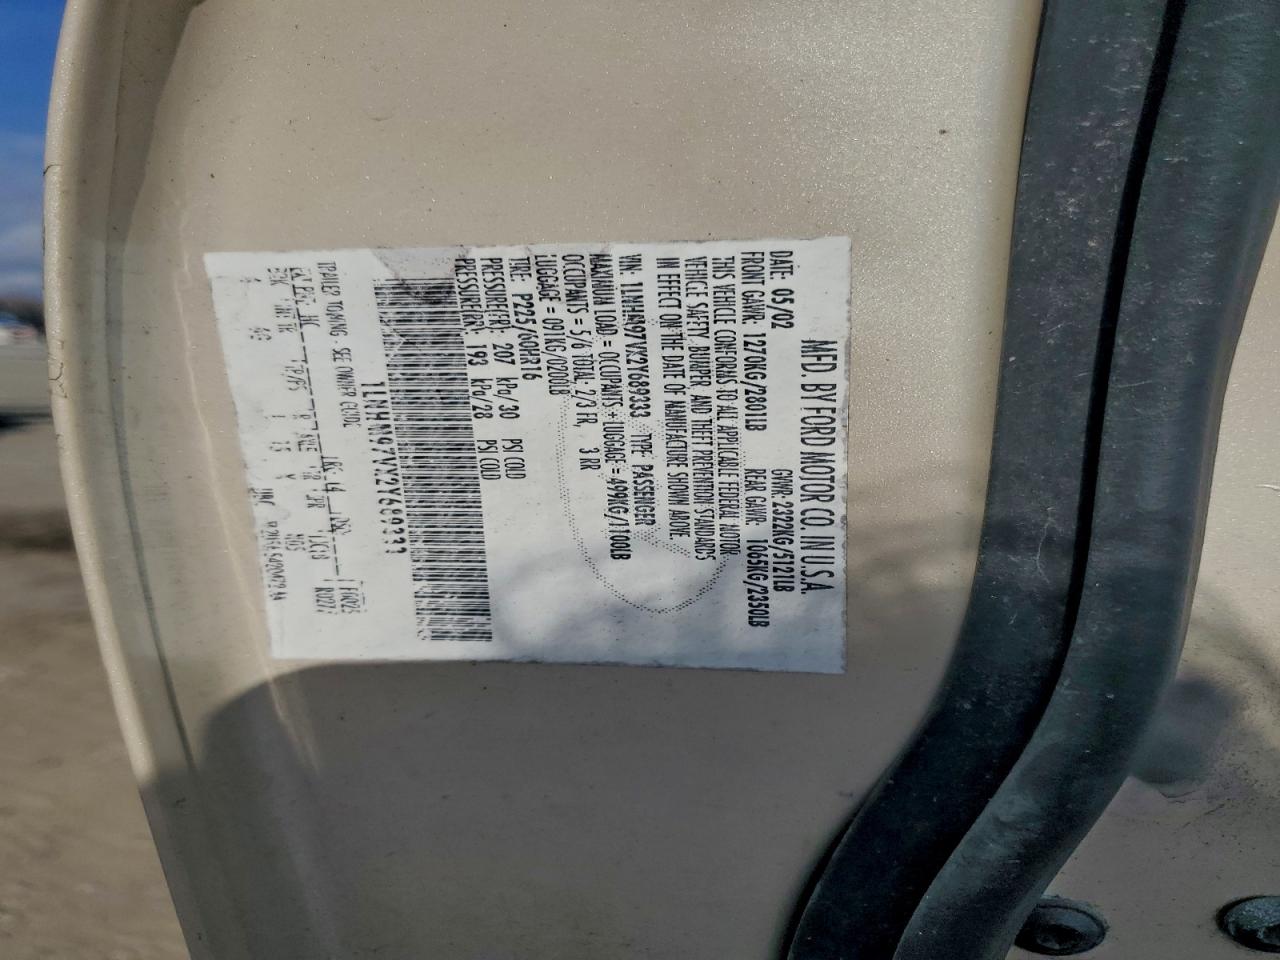 MFD. BY FORD MOTOR CO. IN U.S.A.
DATE: 05/02 GVWR: 2322KG/5121LB
FRONT GAWR: 1270KG/2801LB REAR GAWR: 1065KG/2350LB
THIS VEHICLE CONFORMS TO ALL APPLICABLE FEDERAL MOTOR
VEHICLE SAFETY, BUMPER, AND THEFT PREVENTION STANDARDS
IN EFFECT ON THE DATE OF MANUFACTURE SHOWN ABOVE.
VIN: 1LNHM97VX2Y689333 TYPE: PASSENGER
MAXIMUM LOAD = OCCUPANTS + LUGGAGE = 499KG/1100LB
OCCUPANTS = 5/6 TOTAL: 2/3 FR, 3 RR
LUGGAGE = 091KG/0200LB
TIRE: P225/60HR16
PRESSURE(FR): 207 kPa/30 PSI COLD
PRESSURE(RR): 193 kPa/28 PSI COLD
1LNHM97VX2Y689333
TRAILER TOWING SEE OWNER GUIDE